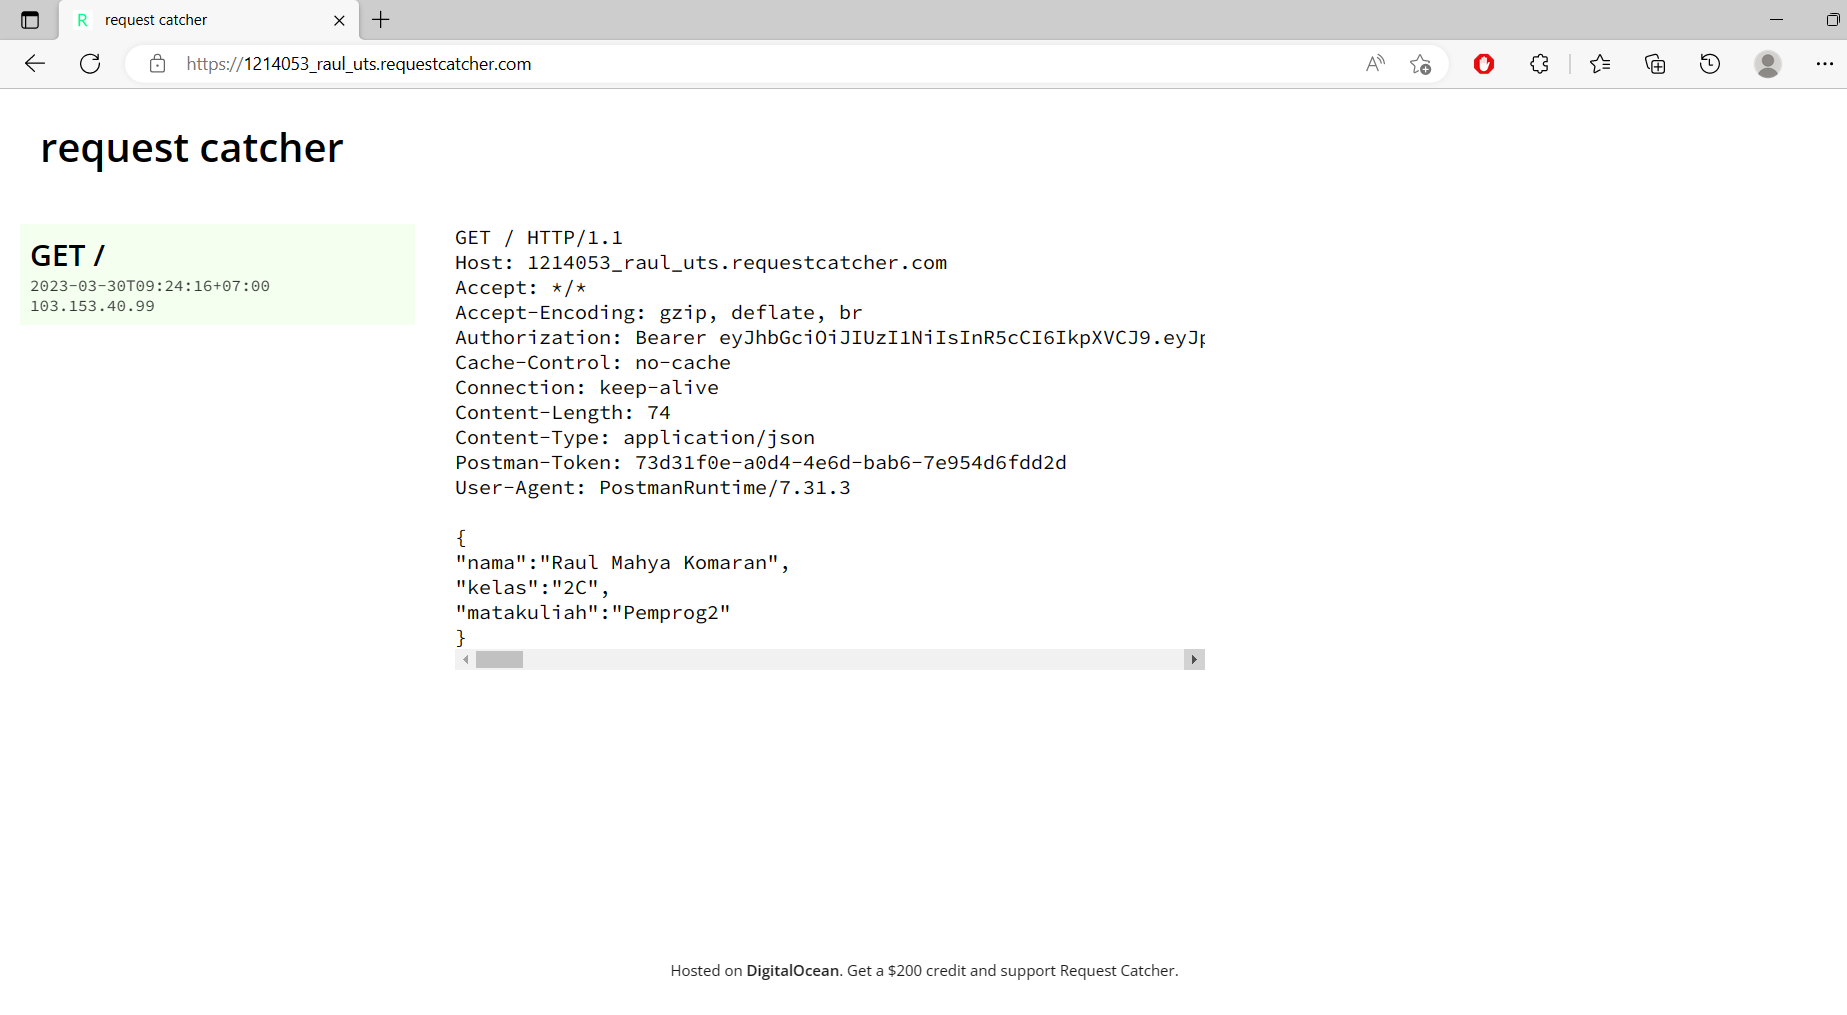 request catcher
https://1214053_raul_uts.requestcatcher.com
request catcher
GET /
2023-03-30T09:24:16+07:00
103.153.40.99
GET / HTTP/1.1
Host: 1214053_raul_uts.requestcatcher.com
Accept: */*
Accept-Encoding: gzip, deflate, br
Authorization: Bearer eyJhbGciOiJIUzI1NiIsInR5cCI6IkpXVCJ9.eyJp
Cache-Control: no-cache
Connection: keep-alive
Content-Length: 74
Content-Type: application/json
Postman-Token: 73d31f0e-a0d4-4e6d-bab6-7e954d6fdd2d
User-Agent: PostmanRuntime/7.31.3
{
"nama":"Raul Mahya Komaran",
"kelas":"2C",
"matakuliah":"Pemprog2"
}
Hosted on DigitalOcean. Get a $200 credit and support Request Catcher.